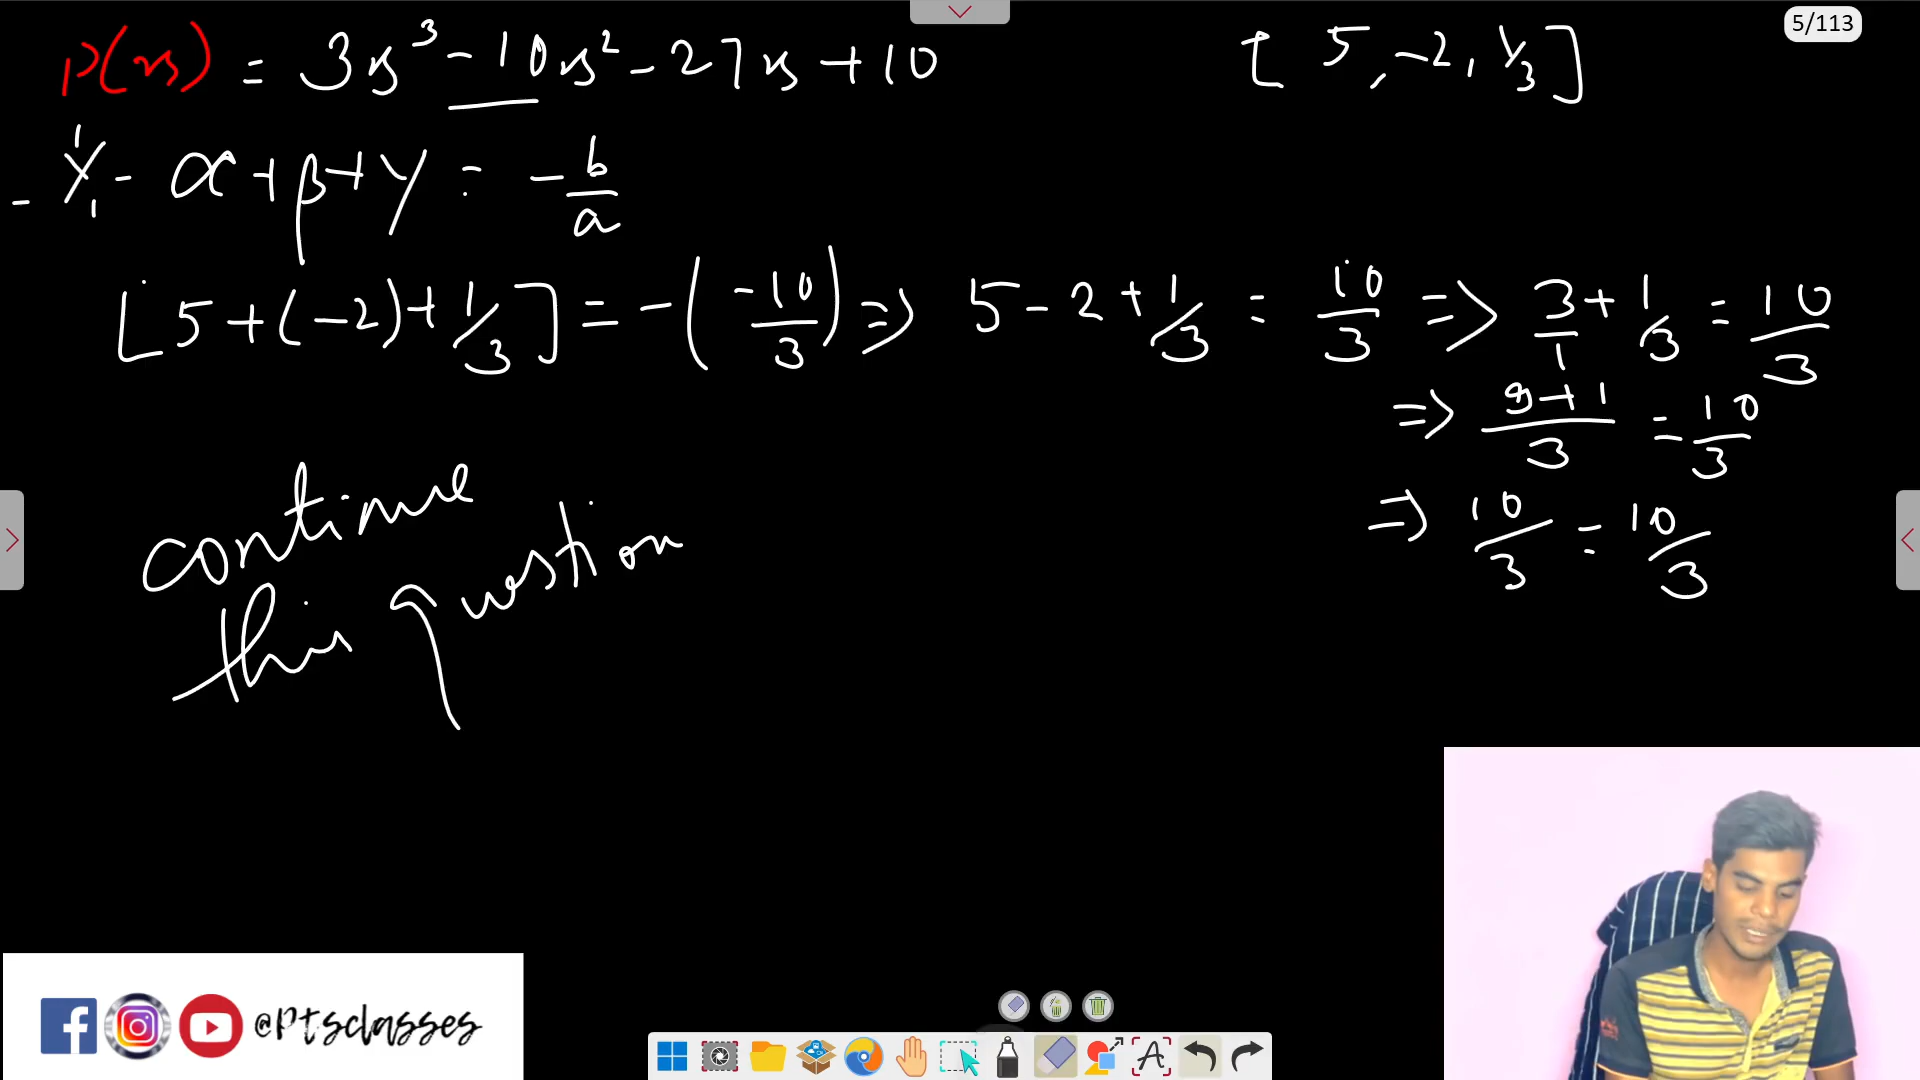 5/113
p(x) = 3x³ - 10x² - 27x + 10 [5, -2, 1/3]
- 1/1 - α + β + γ = - b/a
[5 + (-2) + 1/3] = - (-10/3) => 5 - 2 + 1/3 = 10/3 => 3/1 + 1/3 = 10/3
=> 9+1/3 = 10/3
=> 10/3 = 10/3
continue
this question
@Ptsclasses